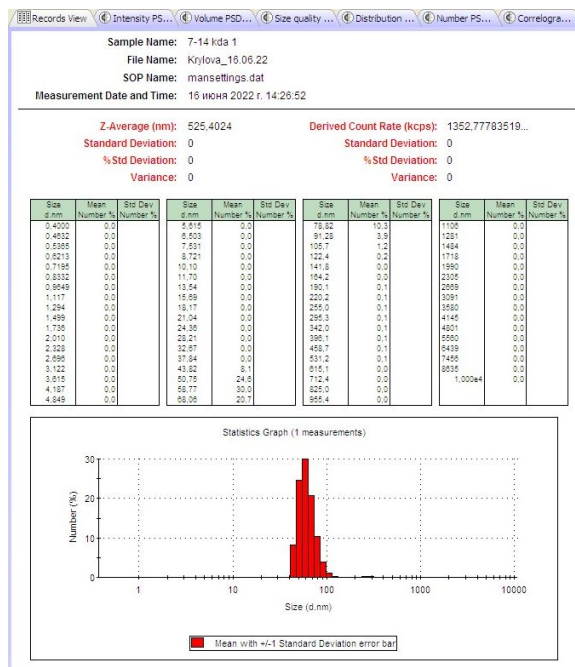 Records View Intensity PS... Volume PSD... Size quality ... Distribution ... Number PS... Correlogra...
Sample Name: 7-14 kda 1
File Name: Krylova_16.06.22
SOP Name: mansettings.dat
Measurement Date and Time: 16 июня 2022 г. 14:26:52
Z-Average (nm): 525,4024 Derived Count Rate (kcps): 1352,77783519...
Standard Deviation: 0 Standard Deviation: 0
%Std Deviation: 0 %Std Deviation: 0
Variance: 0 Variance: 0
Size Mean Std Dev Size Mean Std Dev Size Mean Std Dev Size Mean Std Dev
d.nm Number % Number % d.nm Number % Number % d.nm Number % Number % d.nm Number % Number %
0,4000 0,0 5,615 0,0 78,82 10,3 1106 0,0
0,4632 0,0 6,503 0,0 91,28 3,9 1281 0,0
0,5365 0,0 7,531 0,0 105,7 1,2 1484 0,0
0,6213 0,0 8,721 0,0 122,4 0,2 1718 0,0
0,7195 0,0 10,10 0,0 141,8 0,0 1990 0,0
0,8332 0,0 11,70 0,0 164,2 0,0 2305 0,0
0,9649 0,0 13,54 0,0 190,1 0,1 2669 0,0
1,117 0,0 15,69 0,0 220,2 0,1 3091 0,0
1,294 0,0 18,17 0,0 255,0 0,1 3580 0,0
1,499 0,0 21,04 0,0 295,3 0,1 4145 0,0
1,736 0,0 24,36 0,0 342,0 0,1 4801 0,0
2,010 0,0 28,21 0,0 396,1 0,1 5560 0,0
2,328 0,0 32,67 0,0 458,7 0,1 6439 0,0
2,696 0,0 37,84 0,0 531,2 0,1 7456 0,0
3,122 0,0 43,82 8,1 615,1 0,0 8635 0,0
3,615 0,0 50,75 24,6 712,4 0,0 1,000e4 0,0
4,187 0,0 58,77 30,0 825,0 0,0
4,849 0,0 68,06 20,7 955,4 0,0
Statistics Graph (1 measurements)
Number (%)
30
20
10
0
1 10 100 1000 10000
Size (d.nm)
Mean with +/-1 Standard Deviation error bar